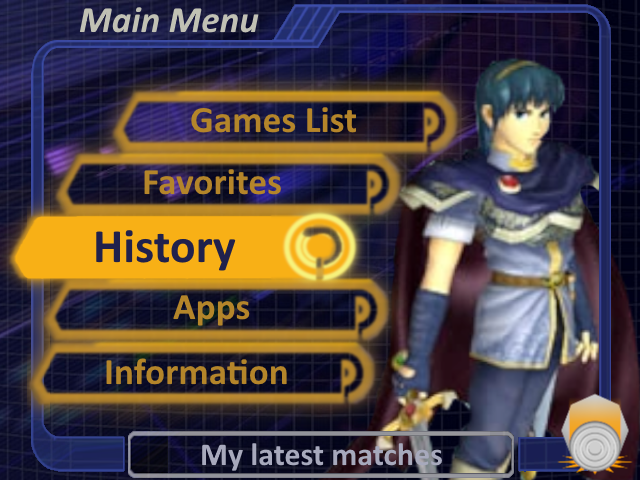 Main Menu
Games List
Favorites
History
Apps
Information
My latest matches